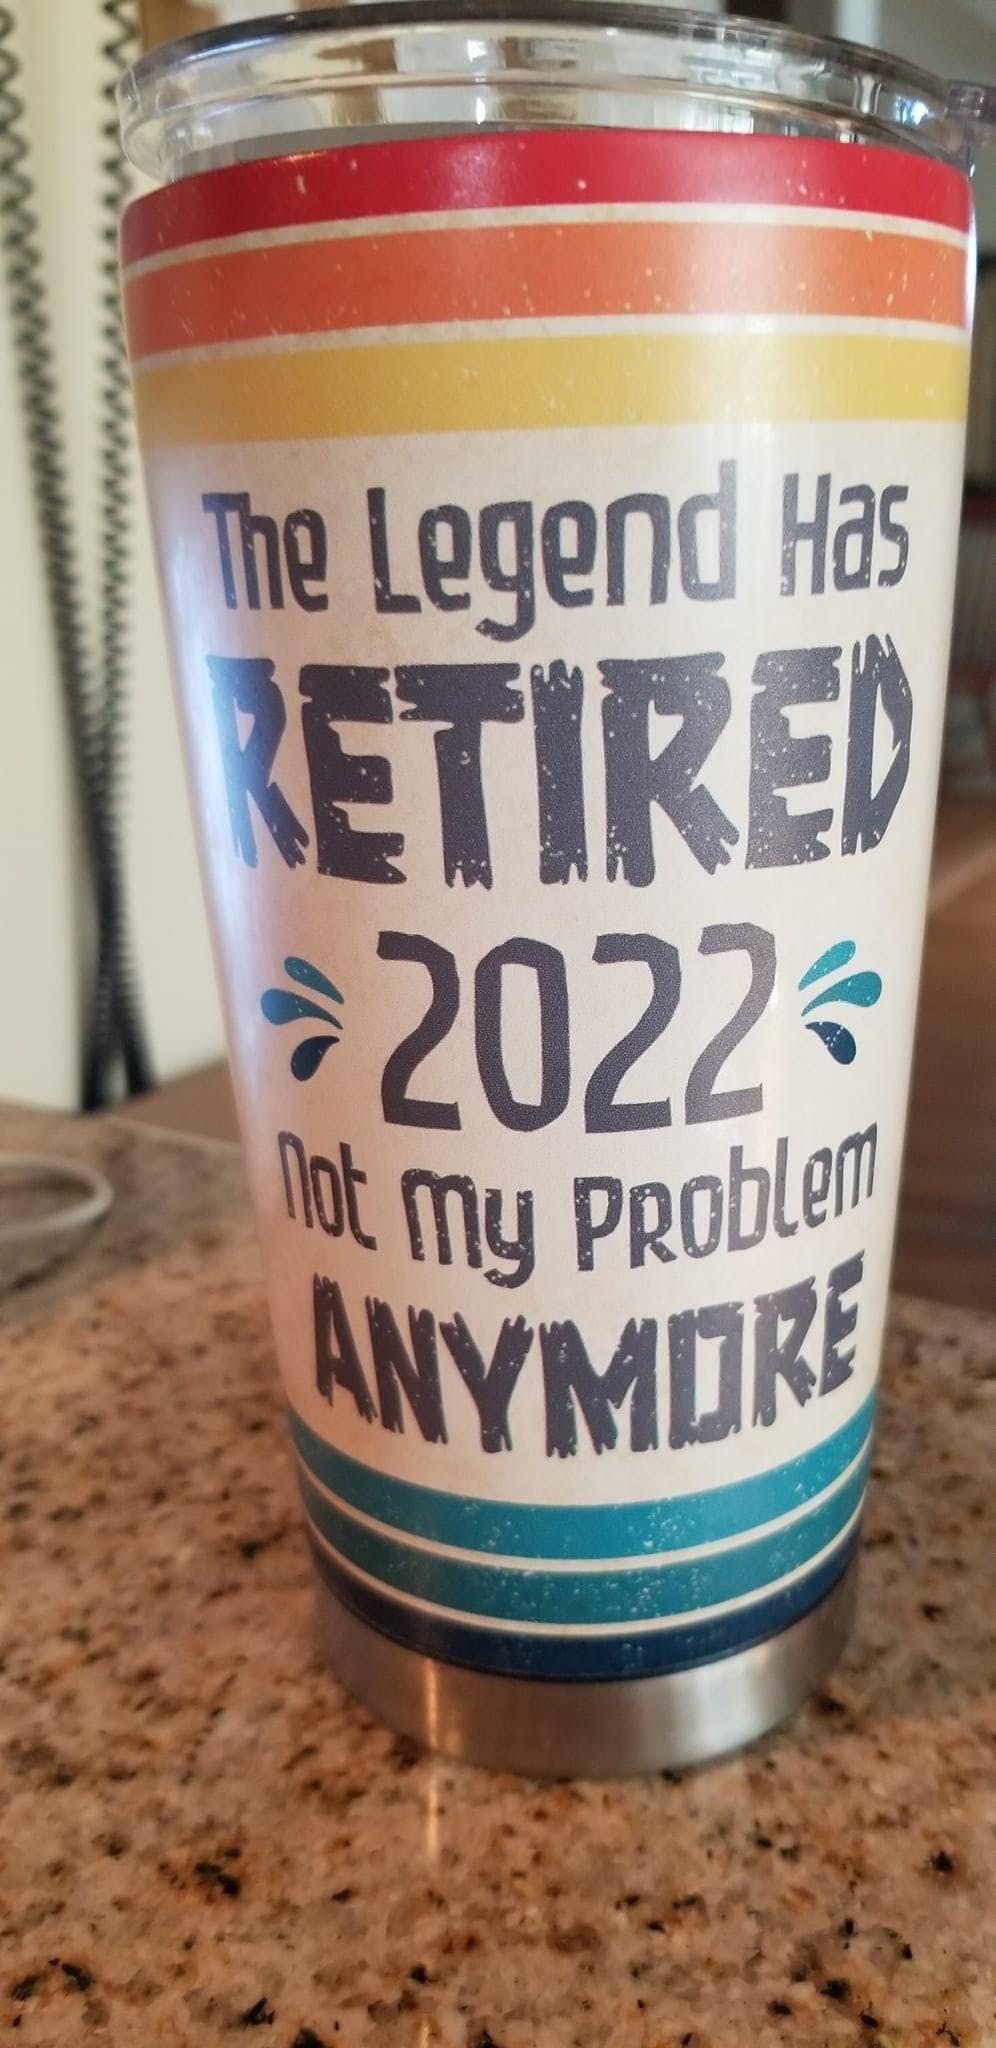 The Legend Has
RETIRED
2022
Not my Problem
ANYMORE